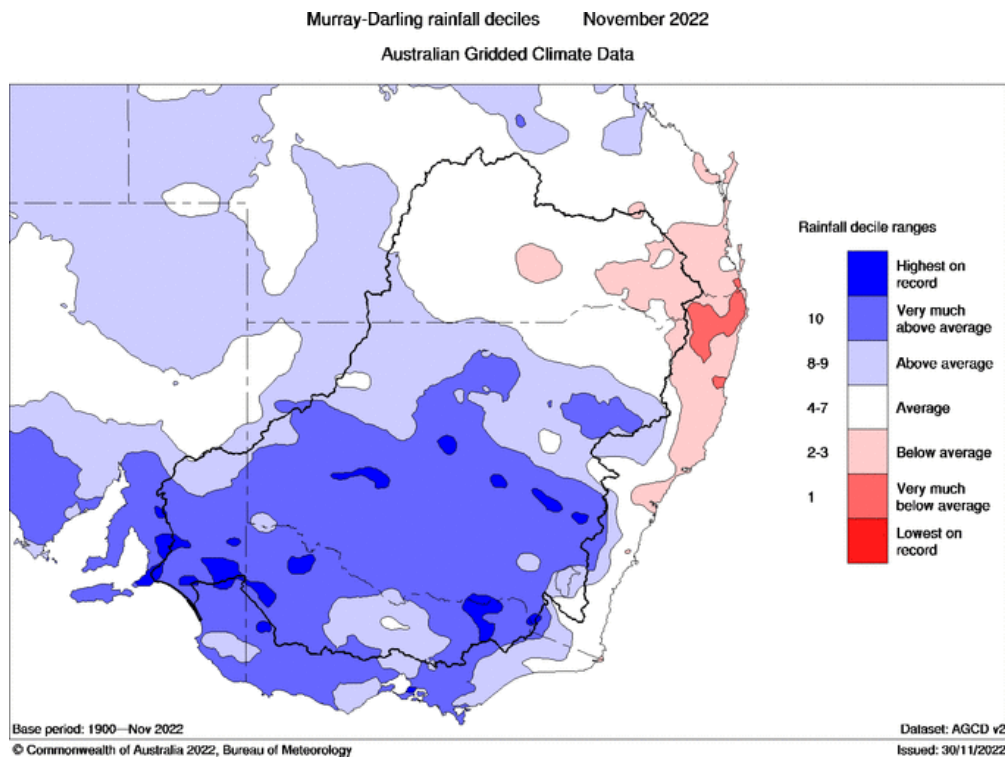 Murray-Darling rainfall deciles November 2022
Australian Gridded Climate Data
Rainfall decile ranges
Highest on
record
10 Very much
above average
8-9 Above average
4-7 Average
2-3 Below average
1 Very much
below average
Lowest on
record
Base period: 1900—Nov 2022 Dataset: AGCD v2
© Commonwealth of Australia 2022, Bureau of Meteorology Issued: 30/11/2022